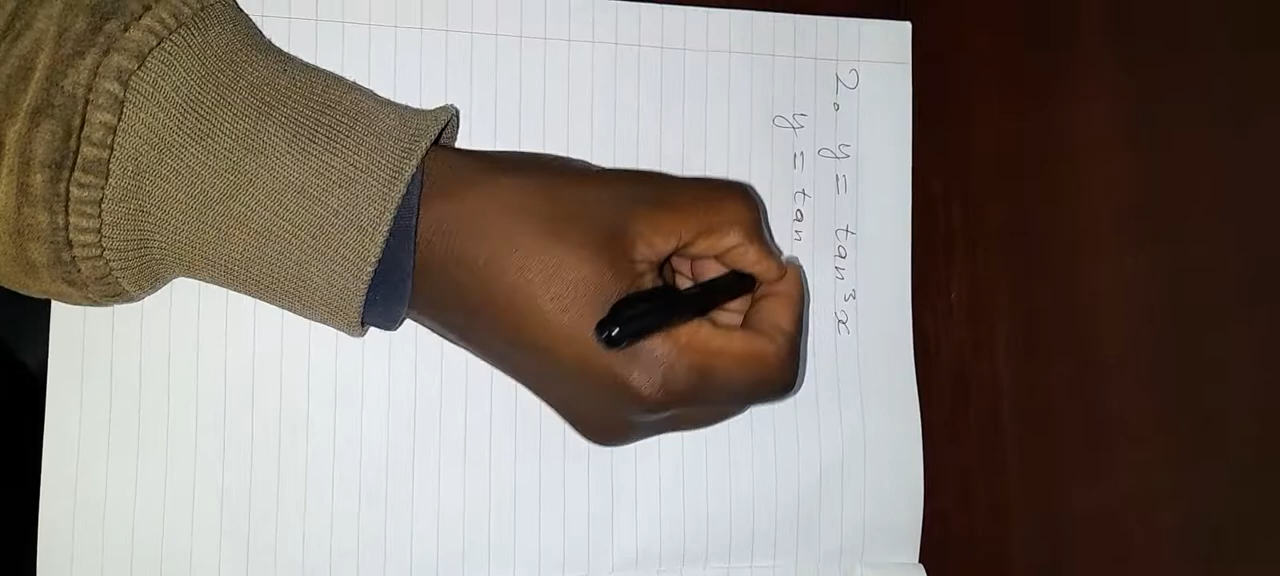 2. y = tan³x
y = tan